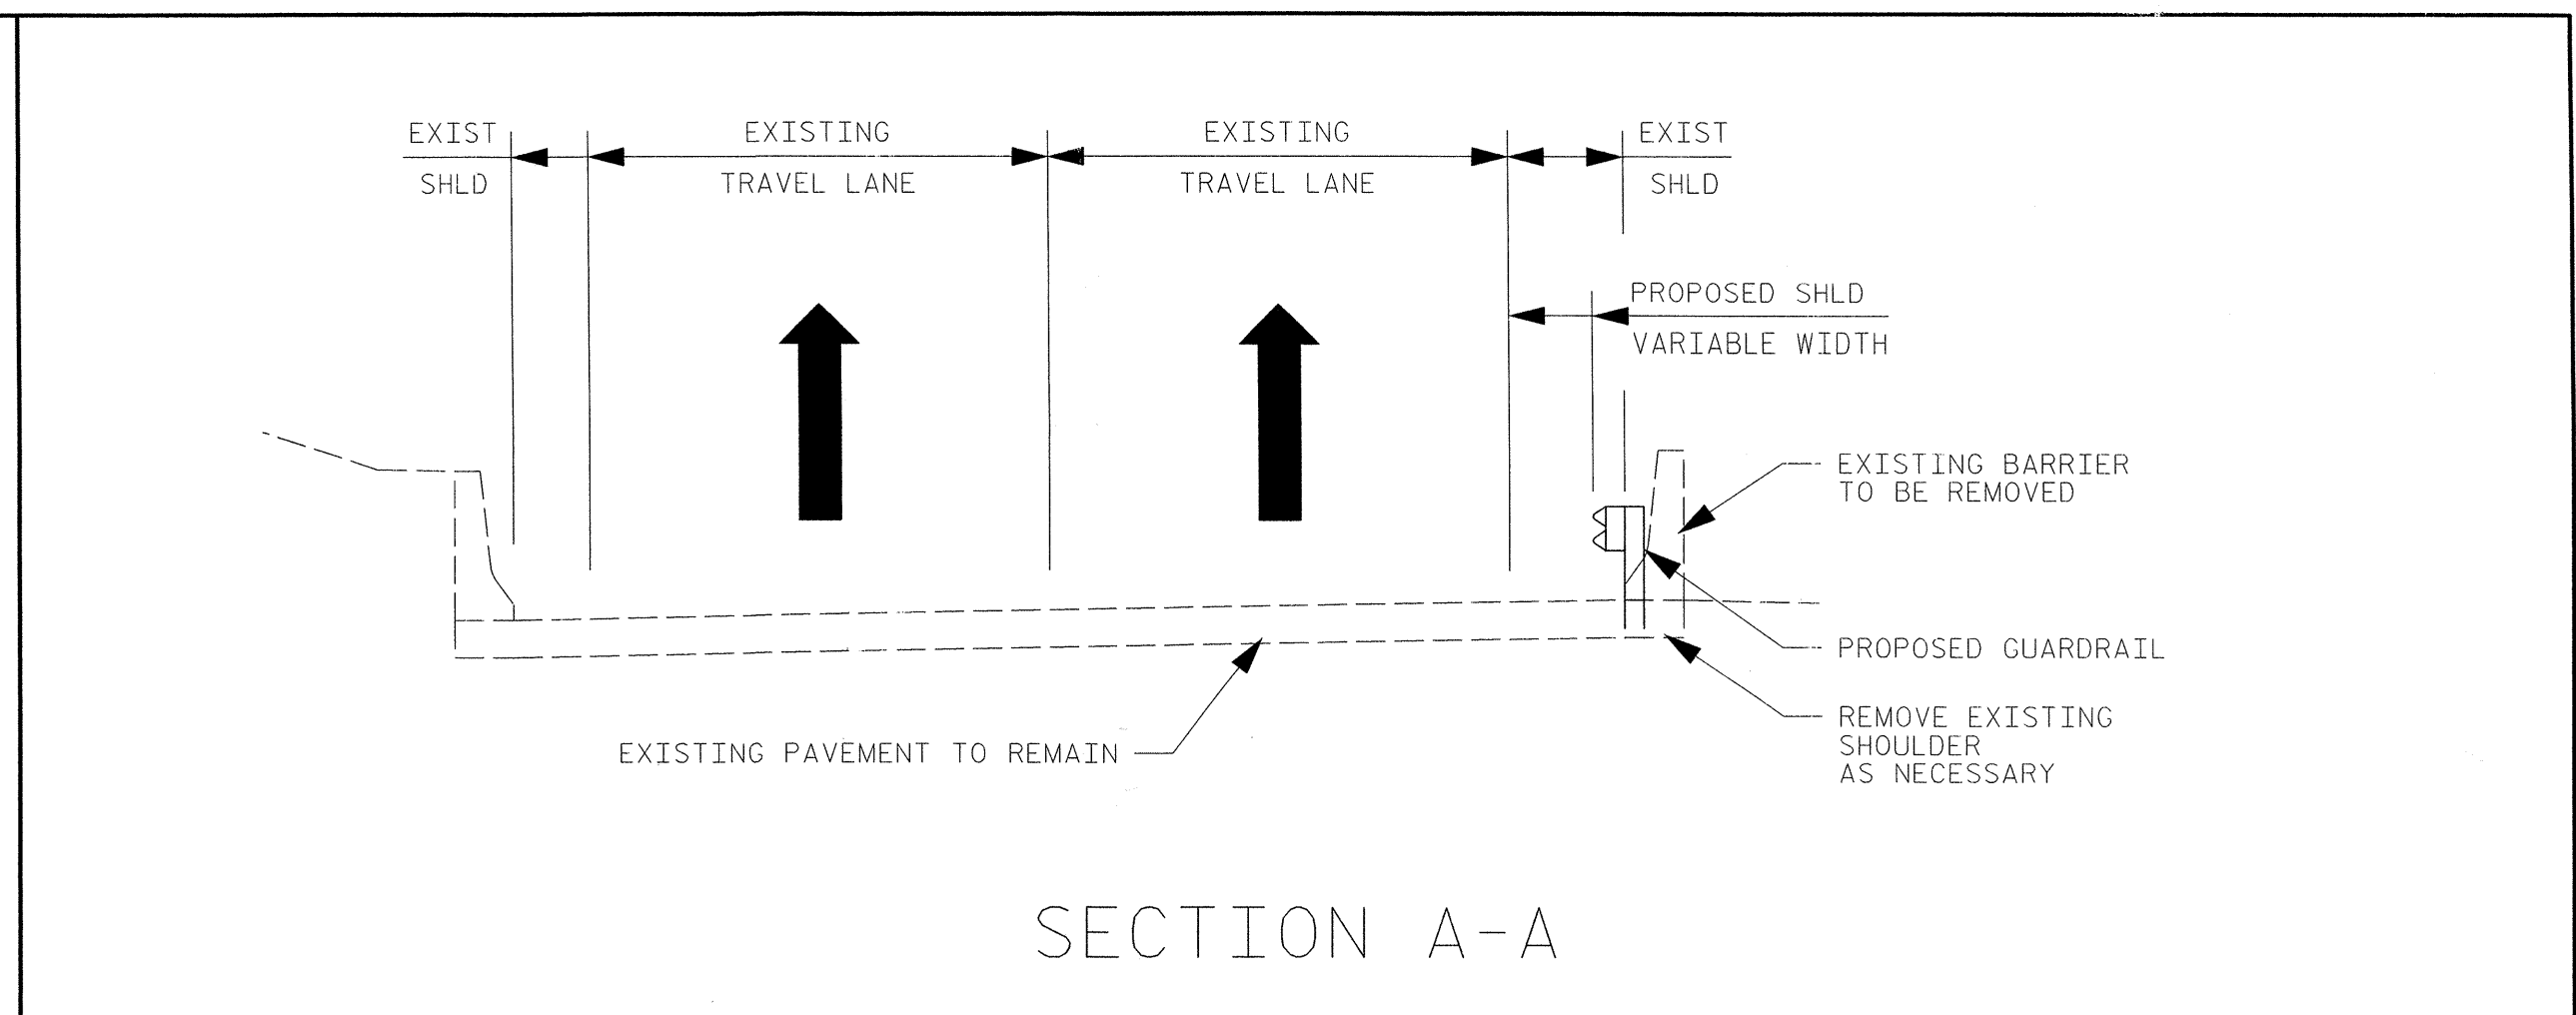 EXIST
SHLD
EXISTING
TRAVEL LANE
EXISTING
TRAVEL LANE
EXIST
SHLD
PROPOSED SHLD
VARIABLE WIDTH
EXISTING BARRIER
TO BE REMOVED
PROPOSED GUARDRAIL
REMOVE EXISTING
SHOULDER
AS NECESSARY
EXISTING PAVEMENT TO REMAIN
SECTION A-A